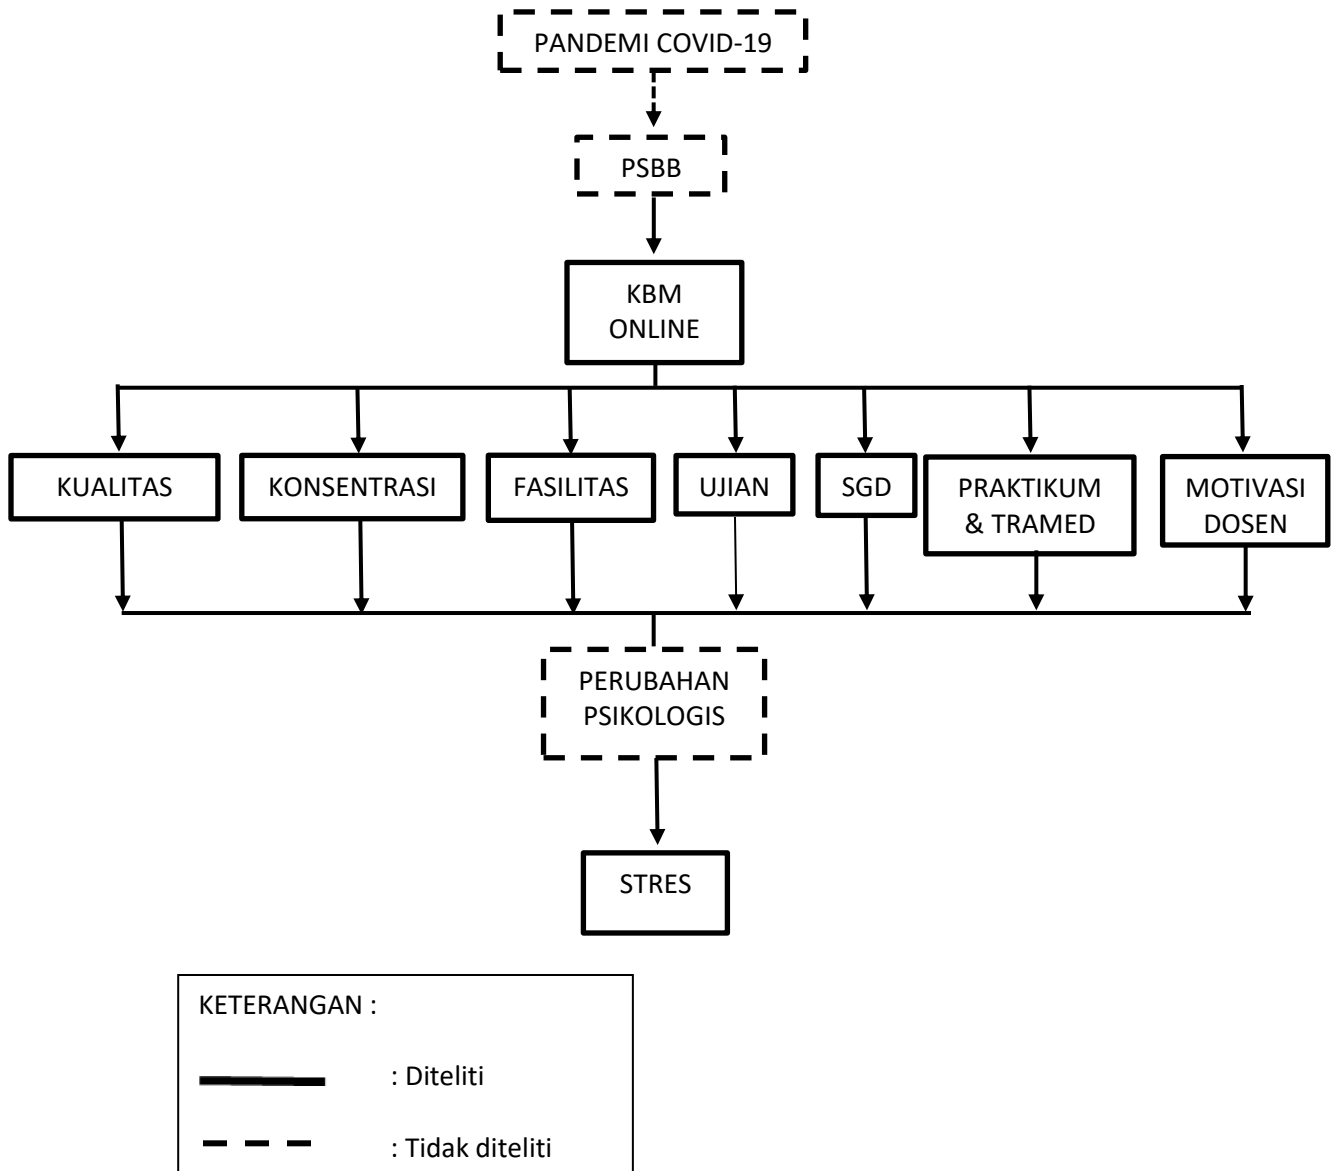 PANDEMI COVID-19
PSBB
KBM
ONLINE
KUALITAS
KONSENTRASI
FASILITAS
UJIAN
SGD
PRAKTIKUM
& TRAMED
MOTIVASI
DOSEN
PERUBAHAN
PSIKOLOGIS
STRES
KETERANGAN :
: Diteliti
: Tidak diteliti